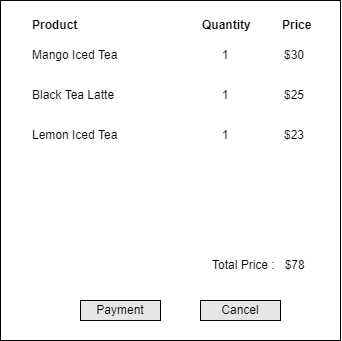 Product Quantity Price
Mango Iced Tea 1 $30
Black Tea Latte 1 $25
Lemon Iced Tea 1 $23
Total Price : $78
Payment Cancel